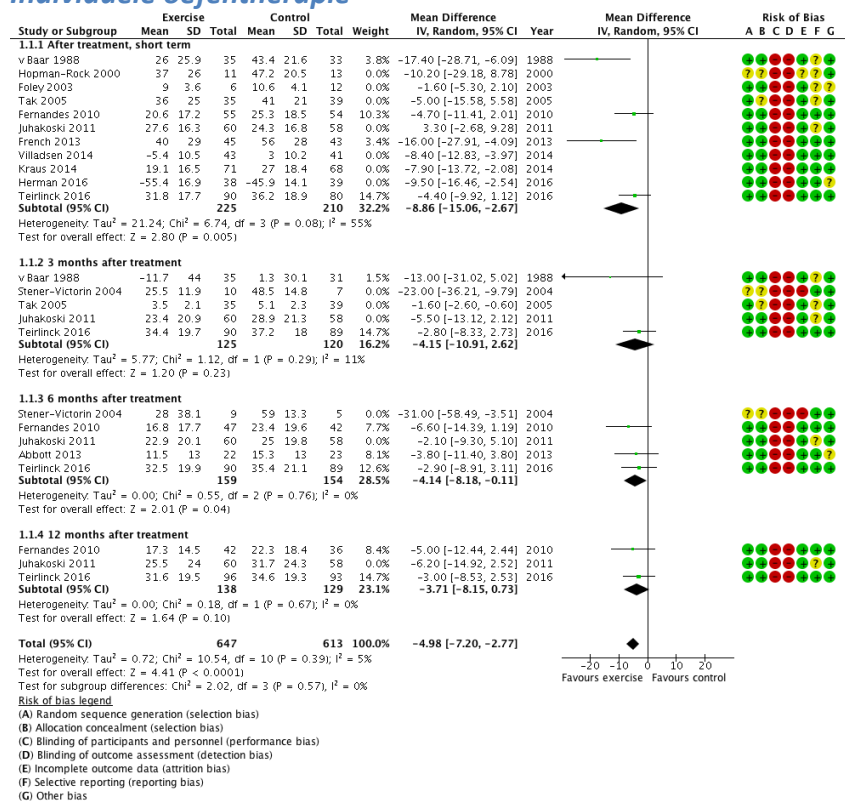 individuele oefentherapie
Exercise Control Mean Difference Mean Difference Risk of Bias
Study or Subgroup Mean SD Total Mean SD Total Weight IV, Random, 95% CI Year IV, Random, 95% CI A B C D E F G
1.1.1 After treatment, short term
v Baar 1988 26 25.9 35 43.4 21.6 33 3.8% -17.40 [-28.71, -6.09] 1988 + + - - + ? +
Hopman-Rock 2000 37 26 11 47.2 20.5 13 0.0% -10.20 [-29.18, 8.78] 2000 ? ? - - ? + ?
Foley 2003 9 3.6 6 10.6 4.1 12 0.0% -1.60 [-5.30, 2.10] 2003 + + - - + ? ?
Tak 2005 36 25 35 41 21 39 0.0% -5.00 [-15.58, 5.58] 2005 + ? - - + ? +
Fernandes 2010 20.6 17.2 55 25.3 18.5 54 10.3% -4.70 [-11.41, 2.01] 2010 + + - - + + +
Juhakoski 2011 27.6 16.3 60 24.3 16.8 58 0.0% 3.30 [-2.68, 9.28] 2011 + + - - + ? +
French 2013 40 29 45 56 28 43 3.4% -16.00 [-27.91, -4.09] 2013 + + - - + + +
Villadsen 2014 -5.4 10.5 43 3 10.2 41 0.0% -8.40 [-12.83, -3.97] 2014 + + - - + + +
Kraus 2014 19.1 16.5 71 27 18.4 68 0.0% -7.90 [-13.72, -2.08] 2014 + + - - + + +
Herman 2016 -55.4 16.9 38 -45.9 14.1 39 0.0% -9.50 [-16.46, -2.54] 2016 + + - - + + ?
Teirlinck 2016 31.8 17.7 90 36.2 18.9 80 14.7% -4.40 [-9.92, 1.12] 2016 + + - - + + +
Subtotal (95% CI) 225 210 32.2% -8.86 [-15.06, -2.67]
Heterogeneity: Tau² = 21.24; Chi² = 6.74, df = 3 (P = 0.08); I² = 55%
Test for overall effect: Z = 2.80 (P = 0.005)
1.1.2 3 months after treatment
v Baar 1988 -11.7 44 35 1.3 30.1 31 1.5% -13.00 [-31.02, 5.02] 1988 + + - - + ? +
Stener-Victorin 2004 25.5 11.9 10 48.5 14.8 7 0.0% -23.00 [-36.21, -9.79] 2004 ? ? - - - + +
Tak 2005 3.5 2.1 35 5.1 2.3 39 0.0% -1.60 [-2.60, -0.60] 2005 + ? - - + ? +
Juhakoski 2011 23.4 20.9 60 28.9 21.3 58 0.0% -5.50 [-13.12, 2.12] 2011 + + - - + ? +
Teirlinck 2016 34.4 19.7 90 37.2 18 89 14.7% -2.80 [-8.33, 2.73] 2016 + + - - + + +
Subtotal (95% CI) 125 120 16.2% -4.15 [-10.91, 2.62]
Heterogeneity: Tau² = 5.77; Chi² = 1.12, df = 1 (P = 0.29); I² = 11%
Test for overall effect: Z = 1.20 (P = 0.23)
1.1.3 6 months after treatment
Stener-Victorin 2004 28 38.1 9 59 13.3 5 0.0% -31.00 [-58.49, -3.51] 2004 ? ? - - - + +
Fernandes 2010 16.8 17.7 47 23.4 19.6 42 7.7% -6.60 [-14.39, 1.19] 2010 + + - - + + +
Juhakoski 2011 22.9 20.1 60 25 19.8 58 0.0% -2.10 [-9.30, 5.10] 2011 + + - - + ? +
Abbott 2013 11.5 13 22 15.3 13 23 8.2% -3.80 [-11.40, 3.80] 2013 + + - - + + ?
Teirlinck 2016 32.5 19.9 90 35.4 21.1 89 12.6% -2.90 [-8.91, 3.11] 2016 + + - - + + +
Subtotal (95% CI) 159 154 28.5% -4.14 [-8.18, -0.11]
Heterogeneity: Tau² = 0.00; Chi² = 0.55, df = 2 (P = 0.76); I² = 0%
Test for overall effect: Z = 2.01 (P = 0.04)
1.1.4 12 months after treatment
Fernandes 2010 17.3 14.5 42 22.3 18.4 36 8.4% -5.00 [-12.44, 2.44] 2010 + + - - + + +
Juhakoski 2011 25.5 24 60 31.7 24.3 58 0.0% -6.20 [-14.92, 2.52] 2011 + + - - + ? +
Teirlinck 2016 31.6 19.5 96 34.6 19.3 93 14.7% -3.00 [-8.53, 2.53] 2016 + + - - + + +
Subtotal (95% CI) 138 129 23.1% -3.71 [-8.15, 0.73]
Heterogeneity: Tau² = 0.00; Chi² = 0.18, df = 1 (P = 0.67); I² = 0%
Test for overall effect: Z = 1.64 (P = 0.10)
Total (95% CI) 647 613 100.0% -4.98 [-7.20, -2.77]
Heterogeneity: Tau² = 0.72; Chi² = 10.54, df = 10 (P = 0.39); I² = 5%
Test for overall effect: Z = 4.41 (P < 0.0001)
Test for subgroup differences: Chi² = 2.02, df = 3 (P = 0.57), I² = 0%
-20 -10 0 10 20
Favours exercise Favours control
Risk of bias legend
(A) Random sequence generation (selection bias)
(B) Allocation concealment (selection bias)
(C) Blinding of participants and personnel (performance bias)
(D) Blinding of outcome assessment (detection bias)
(E) Incomplete outcome data (attrition bias)
(F) Selective reporting (reporting bias)
(G) Other bias